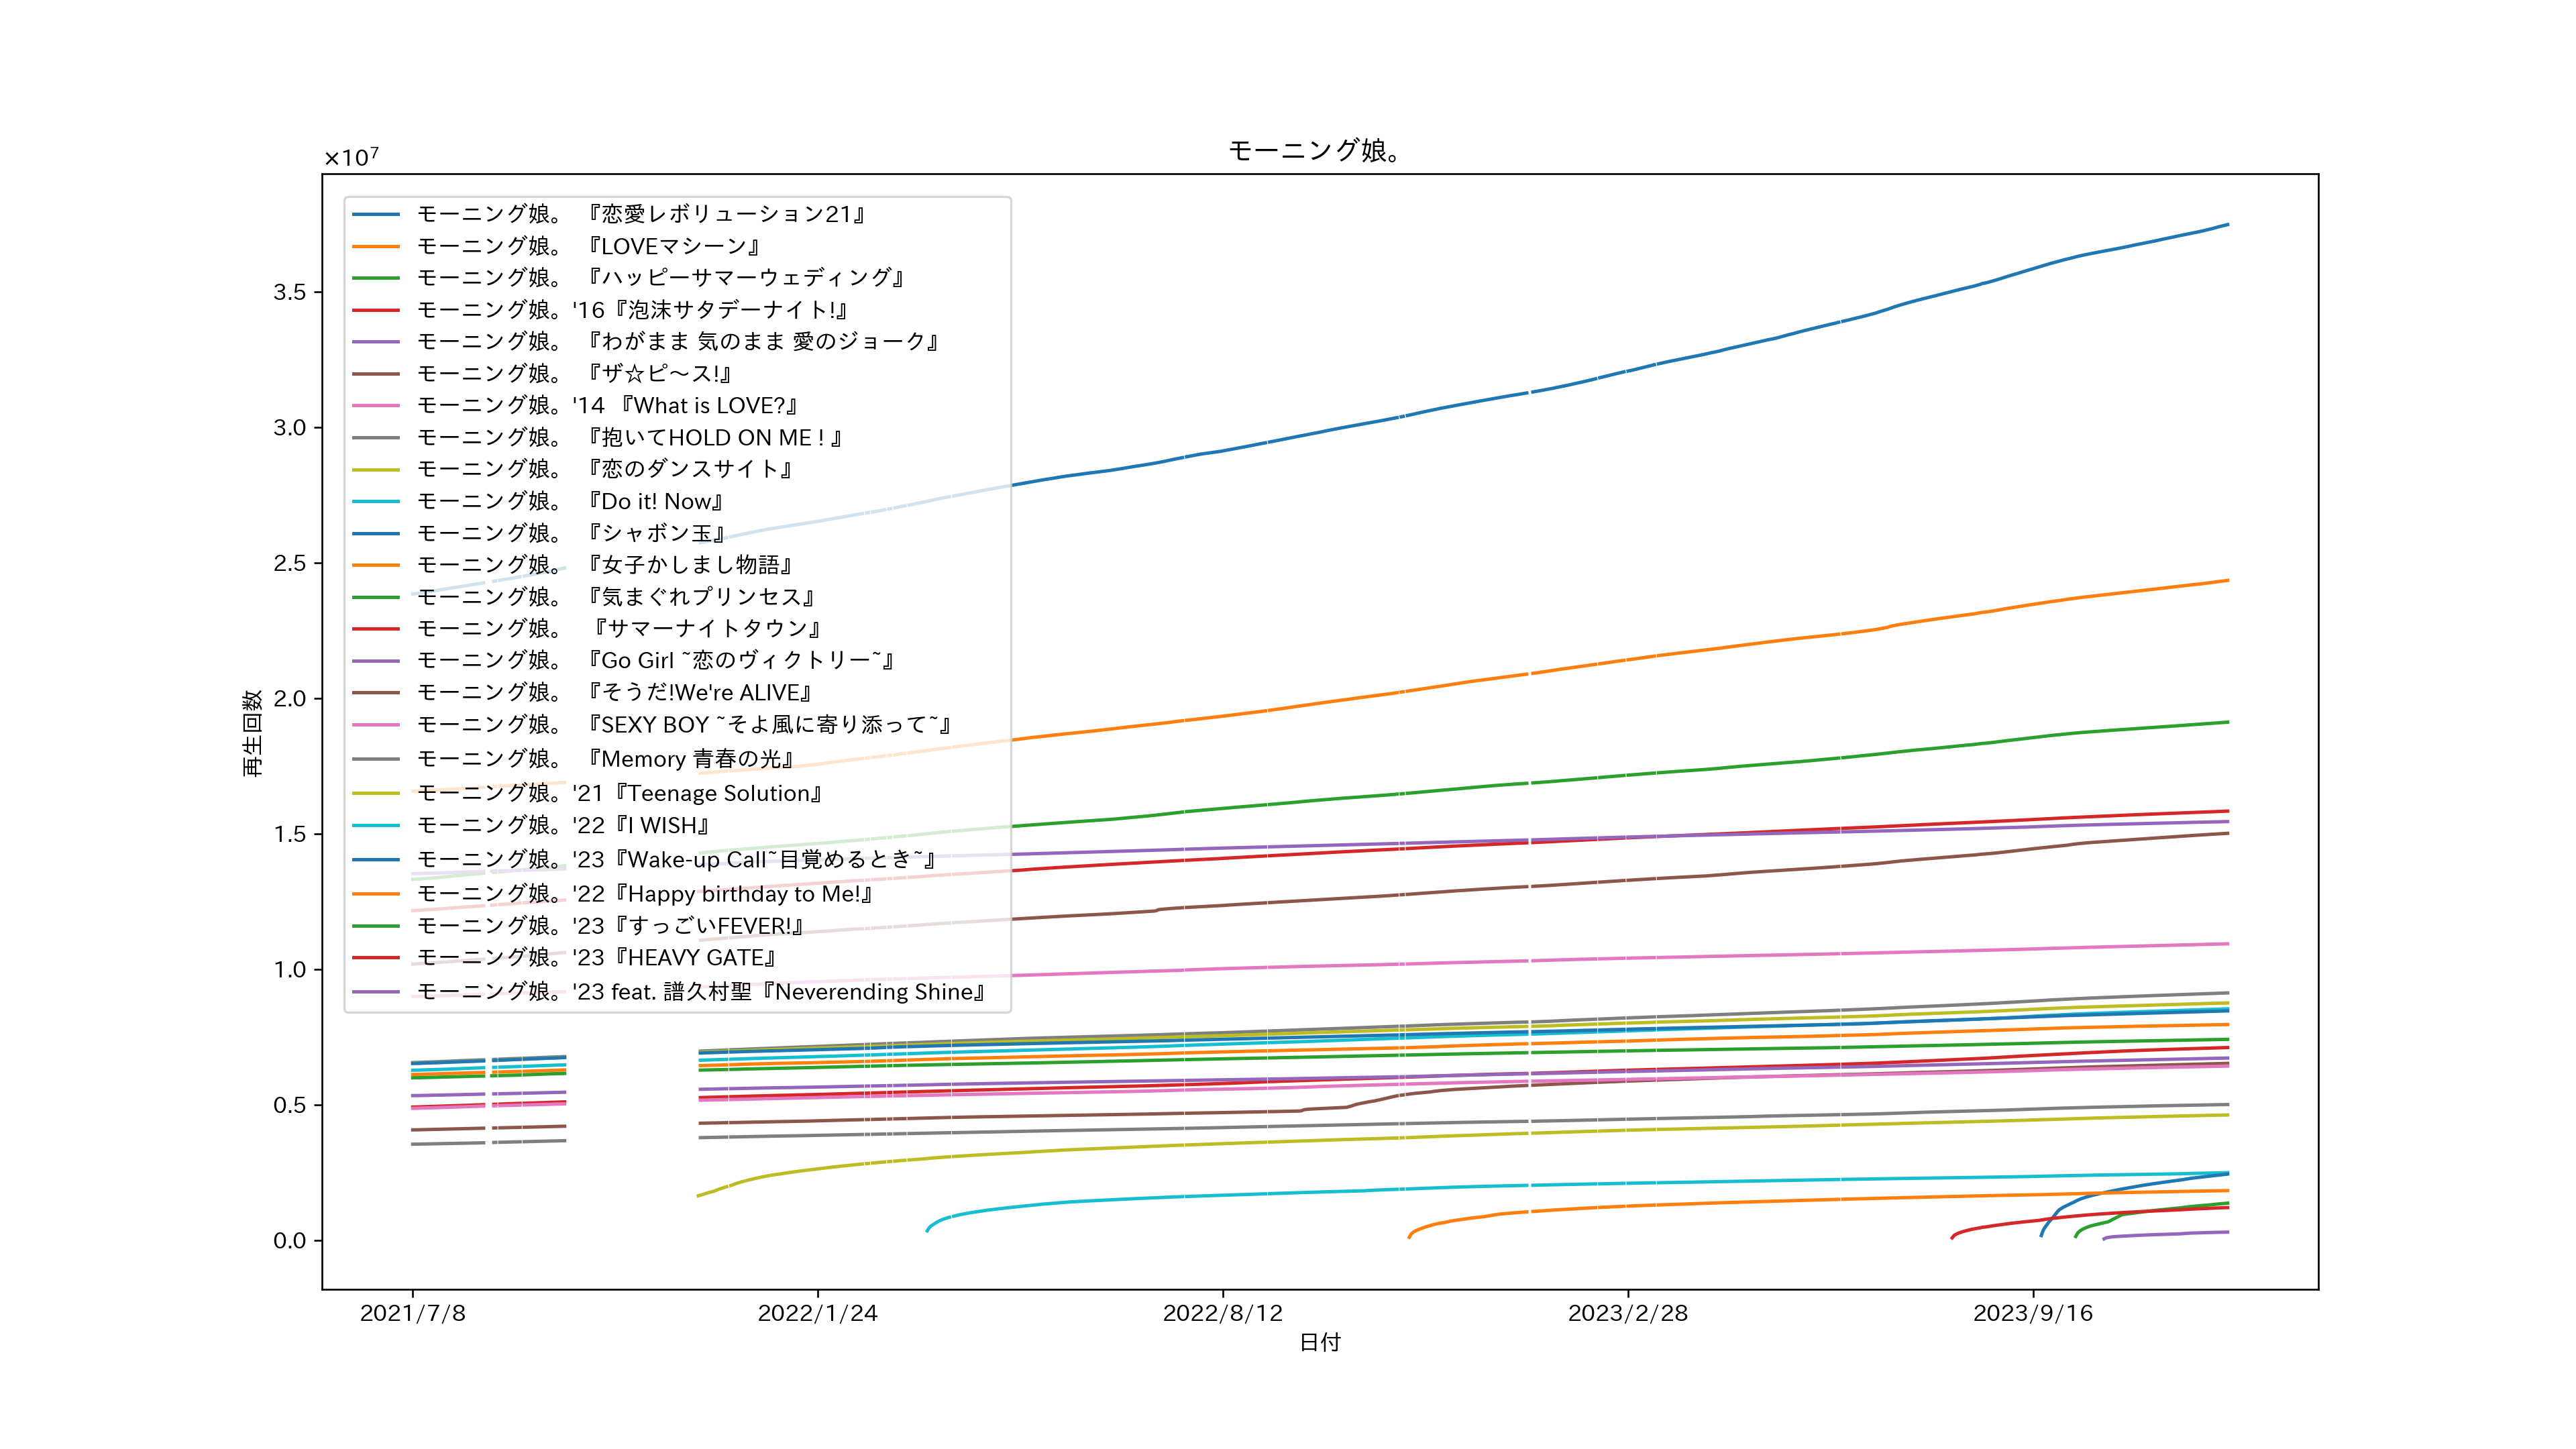 モーニング娘。
×10⁷
モーニング娘。 『恋愛レボリューション21』
モーニング娘。 『LOVEマシーン』
モーニング娘。 『ハッピーサマーウェディング』
モーニング娘。'16『泡沫サタデーナイト!』
モーニング娘。 『わがまま 気のまま 愛のジョーク』
モーニング娘。 『ザ☆ピ〜ス!』
モーニング娘。'14 『What is LOVE?』
モーニング娘。 『抱いてHOLD ON ME ! 』
モーニング娘。 『恋のダンスサイト』
モーニング娘。 『Do it! Now』
モーニング娘。 『シャボン玉』
モーニング娘。 『女子かしまし物語』
モーニング娘。 『気まぐれプリンセス』
モーニング娘。　『サマーナイトタウン』
モーニング娘。 『Go Girl ~恋のヴィクトリー~』
モーニング娘。 『そうだ!We're ALIVE』
モーニング娘。 『SEXY BOY ~そよ風に寄り添って~』
モーニング娘。 『Memory 青春の光』
モーニング娘。'21『Teenage Solution』
モーニング娘。'22『I WISH』
モーニング娘。'23『Wake-up Call~目覚めるとき~』
モーニング娘。'22『Happy birthday to Me!』
モーニング娘。'23『すっごいFEVER!』
モーニング娘。'23『HEAVY GATE』
モーニング娘。'23 feat. 譜久村聖『Neverending Shine』
3.5
3.0
2.5
2.0
1.5
1.0
0.5
0.0
再生回数
2021/7/8
2022/1/24
2022/8/12
2023/2/28
2023/9/16
日付